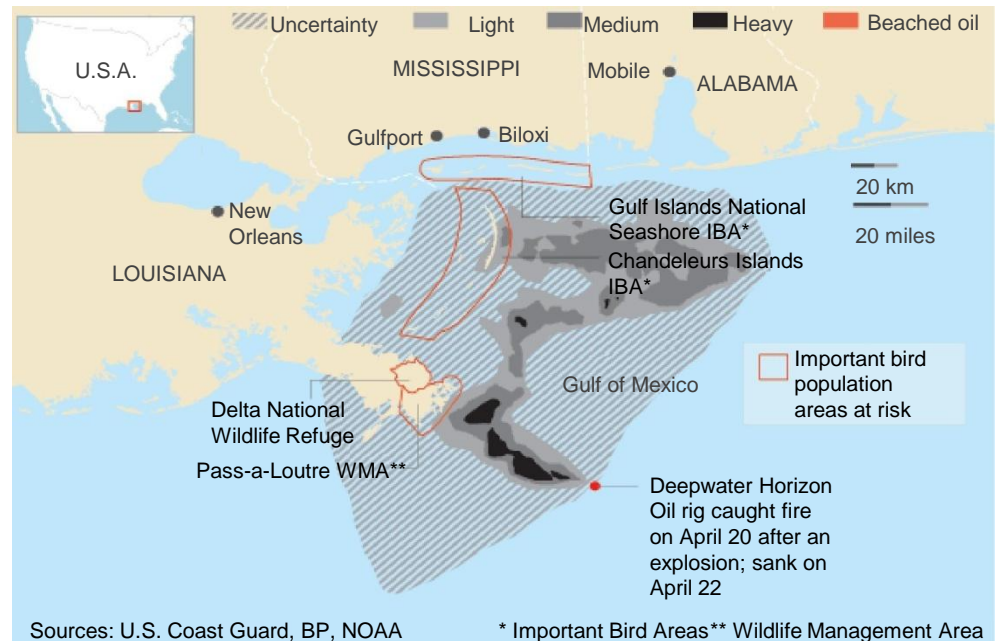 Uncertainty
Light
Medium
Heavy
Beached oil
U.S.A.
MISSISSIPPI
Mobile
ALABAMA
Gulfport
Biloxi
20 km
20 miles
New
Orleans
Gulf Islands National
Seashore IBA*
Chandeleurs Islands
IBA*
LOUISIANA
Important bird
population
areas at risk
Gulf of Mexico
Delta National
Wildlife Refuge
Pass-a-Loutre WMA**
Deepwater Horizon
Oil rig caught fire
on April 20 after an
explosion; sank on
April 22
Sources: U.S. Coast Guard, BP, NOAA
* Important Bird Areas** Wildlife Management Area